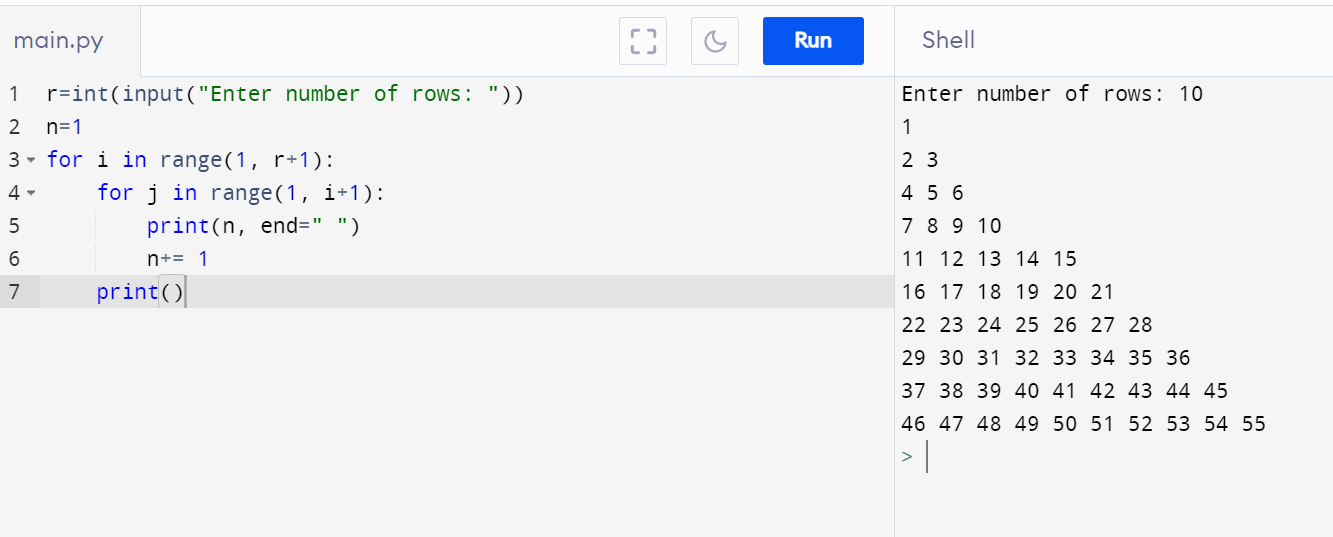 main.py
Run
Shell
1 r=int(input("Enter number of rows: "))
2 n=1
3 for i in range(1, r+1):
4     for j in range(1, i+1):
5         print(n, end=" ")
6         n+= 1
7     print()
Enter number of rows: 10
1
2 3
4 5 6
7 8 9 10
11 12 13 14 15
16 17 18 19 20 21
22 23 24 25 26 27 28
29 30 31 32 33 34 35 36
37 38 39 40 41 42 43 44 45
46 47 48 49 50 51 52 53 54 55
>